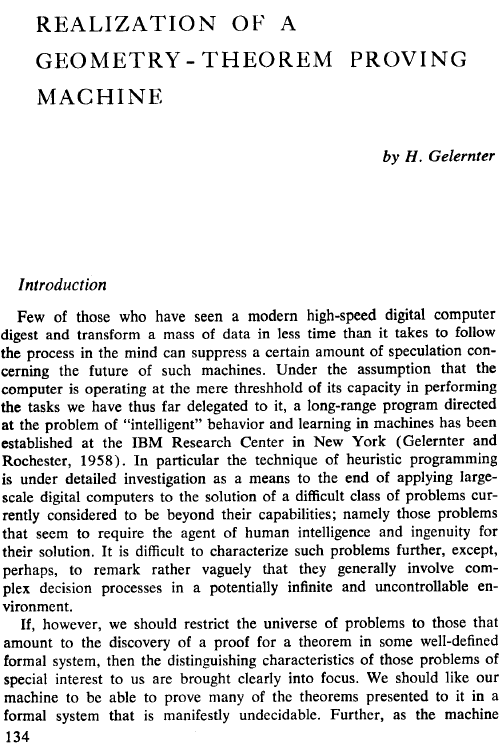 REALIZATION OF A
GEOMETRY-THEOREM PROVING
MACHINE
by H. Gelernter
Introduction
Few of those who have seen a modern high-speed digital computer
digest and transform a mass of data in less time than it takes to follow
the process in the mind can suppress a certain amount of speculation con-
cerning the future of such machines. Under the assumption that the
computer is operating at the mere threshhold of its capacity in performing
the tasks we have thus far delegated to it, a long-range program directed
at the problem of "intelligent" behavior and learning in machines has been
established at the IBM Research Center in New York (Gelernter and
Rochester, 1958). In particular the technique of heuristic programming
is under detailed investigation as a means to the end of applying large-
scale digital computers to the solution of a difficult class of problems cur-
rently considered to be beyond their capabilities; namely those problems
that seem to require the agent of human intelligence and ingenuity for
their solution. It is difficult to characterize such problems further, except,
perhaps, to remark rather vaguely that they generally involve com-
plex decision processes in a potentially infinite and uncontrollable en-
vironment.
If, however, we should restrict the universe of problems to those that
amount to the discovery of a proof for a theorem in some well-defined
formal system, then the distinguishing characteristics of those problems of
special interest to us are brought clearly into focus. We should like our
machine to be able to prove many of the theorems presented to it in a
formal system that is manifestly undecidable. Further, as the machine
134